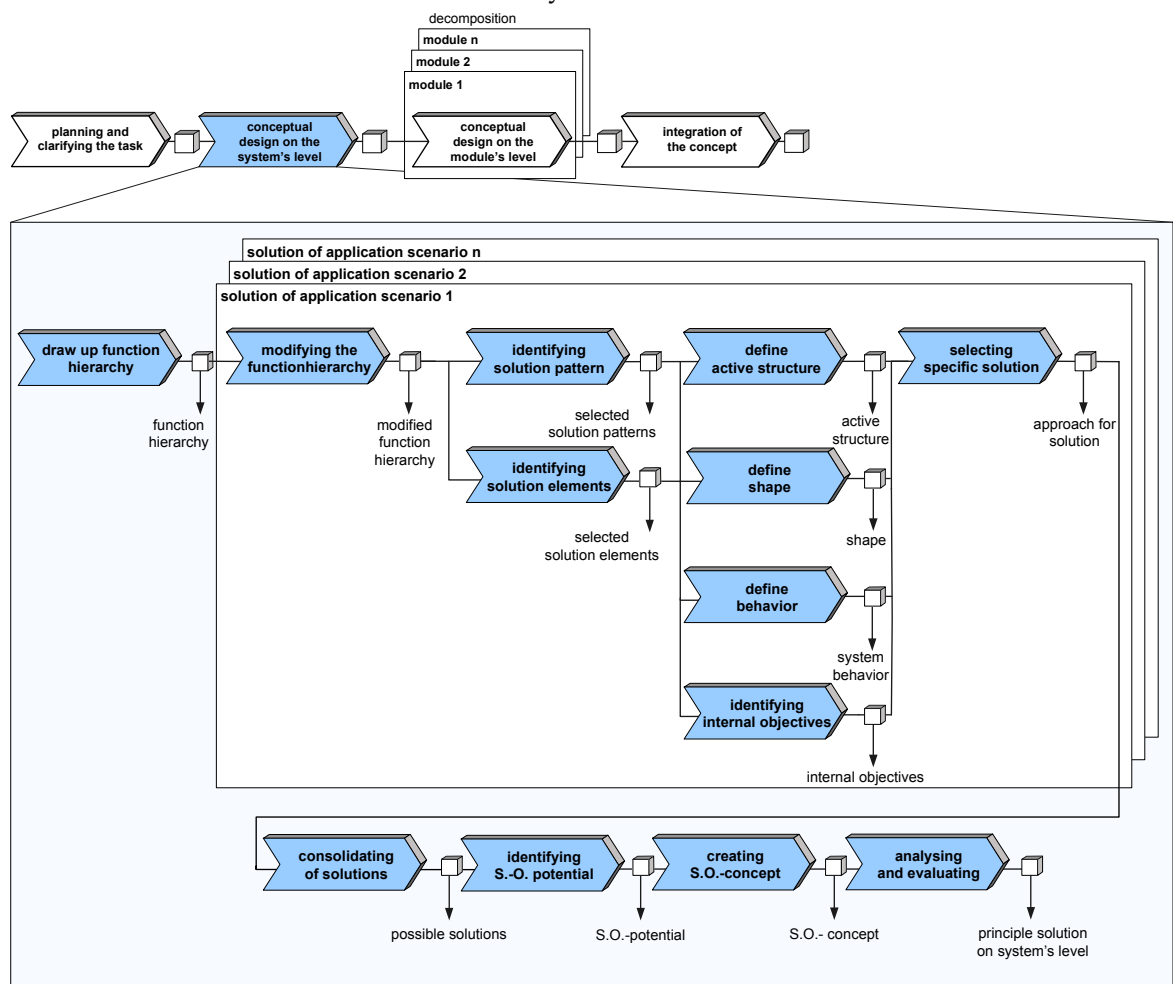 decomposition
module n
module 2
module 1
planning and
clarifying the task
conceptual
design on the
system's level
conceptual
design on the
module's level
integration of
the concept
solution of application scenario n
solution of application scenario 2
solution of application scenario 1
draw up function
hierarchy
modifying the
functionhierarchy
identifying
solution pattern
define
active structure
selecting
specific solution
function
hierarchy
modified
function
hierarchy
selected
solution patterns
active
structure
approach for
solution
identifying
solution elements
define
shape
selected
solution elements
shape
define
behavior
system
behavior
identifying
internal objectives
internal objectives
consolidating
of solutions
identifying
S.-O. potential
creating
S.O.-concept
analysing
and evaluating
possible solutions
S.O.-potential
S.O.- concept
principle solution
on system's level